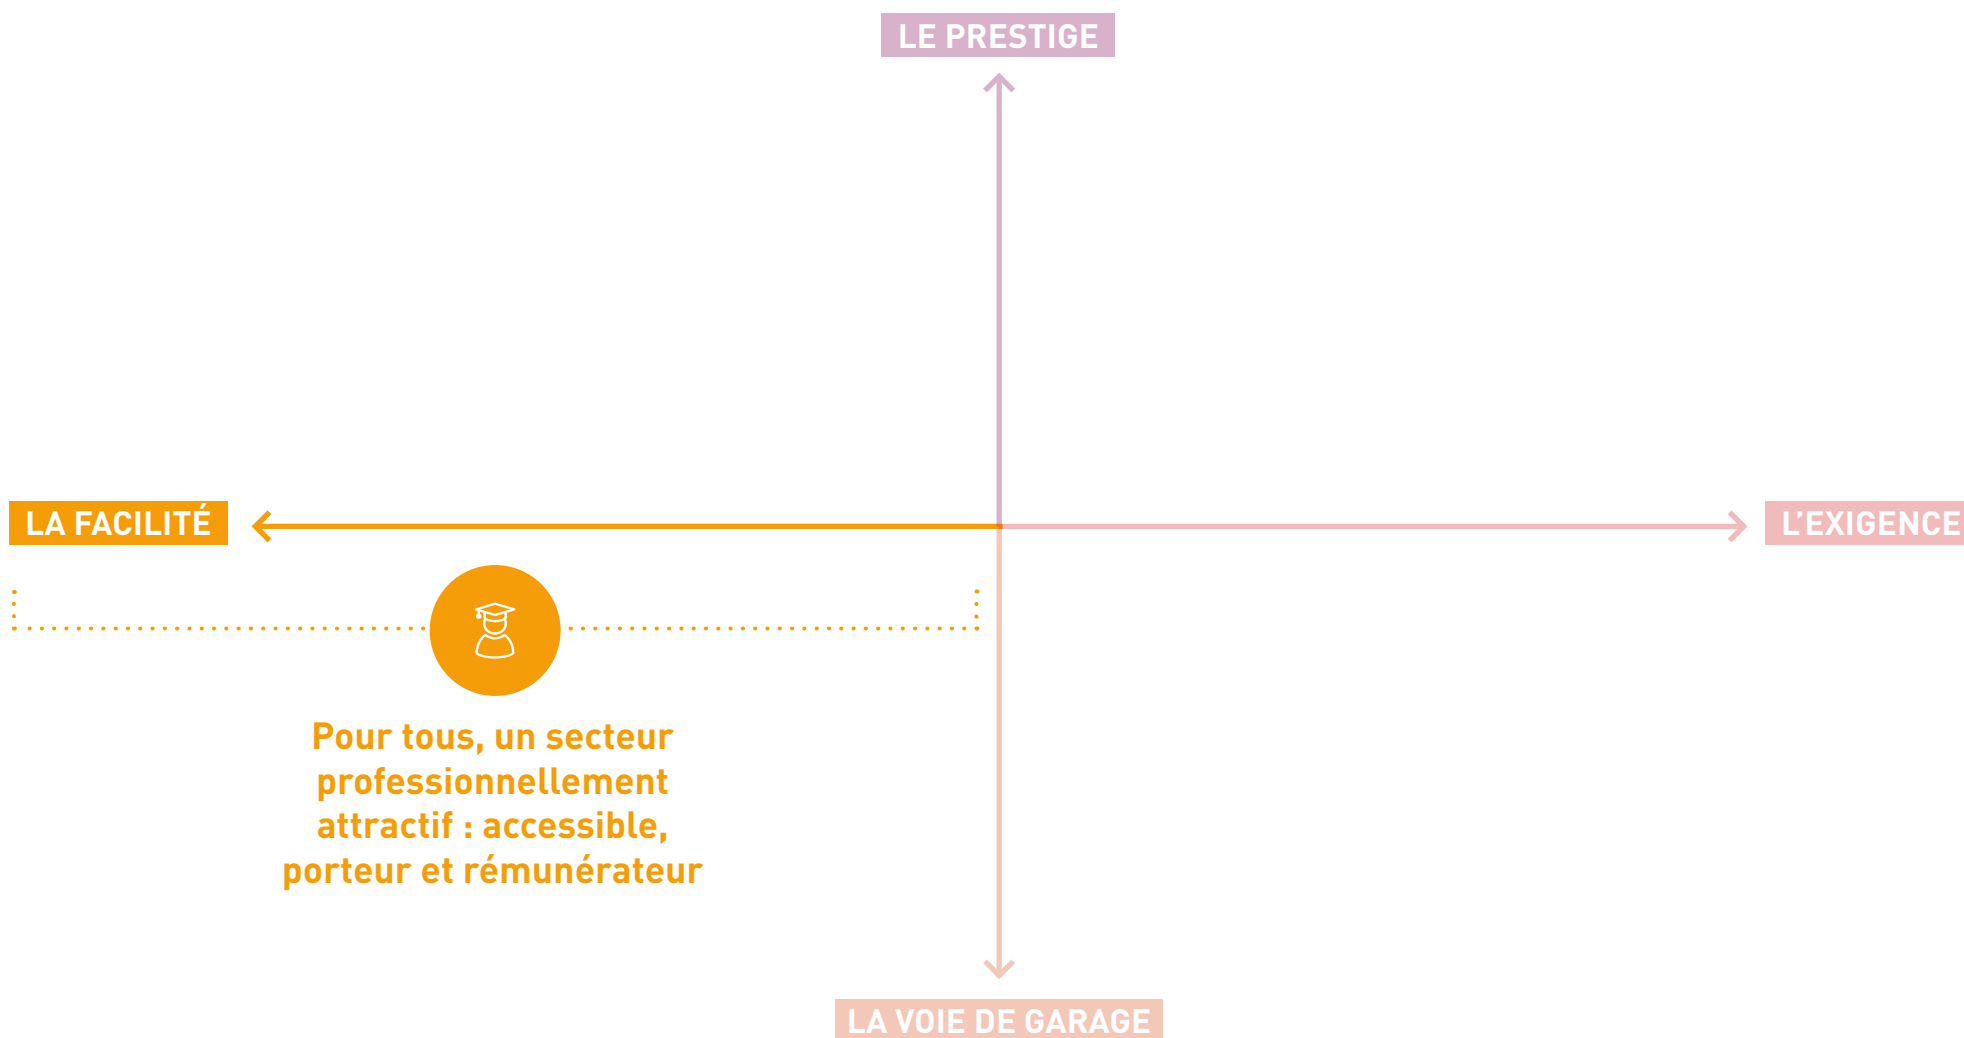 LE PRESTIGE
LA FACILITÉ
L’EXIGENCE
Pour tous, un secteur
professionnellement
attractif : accessible,
porteur et rémunérateur
LA VOIE DE GARAGE